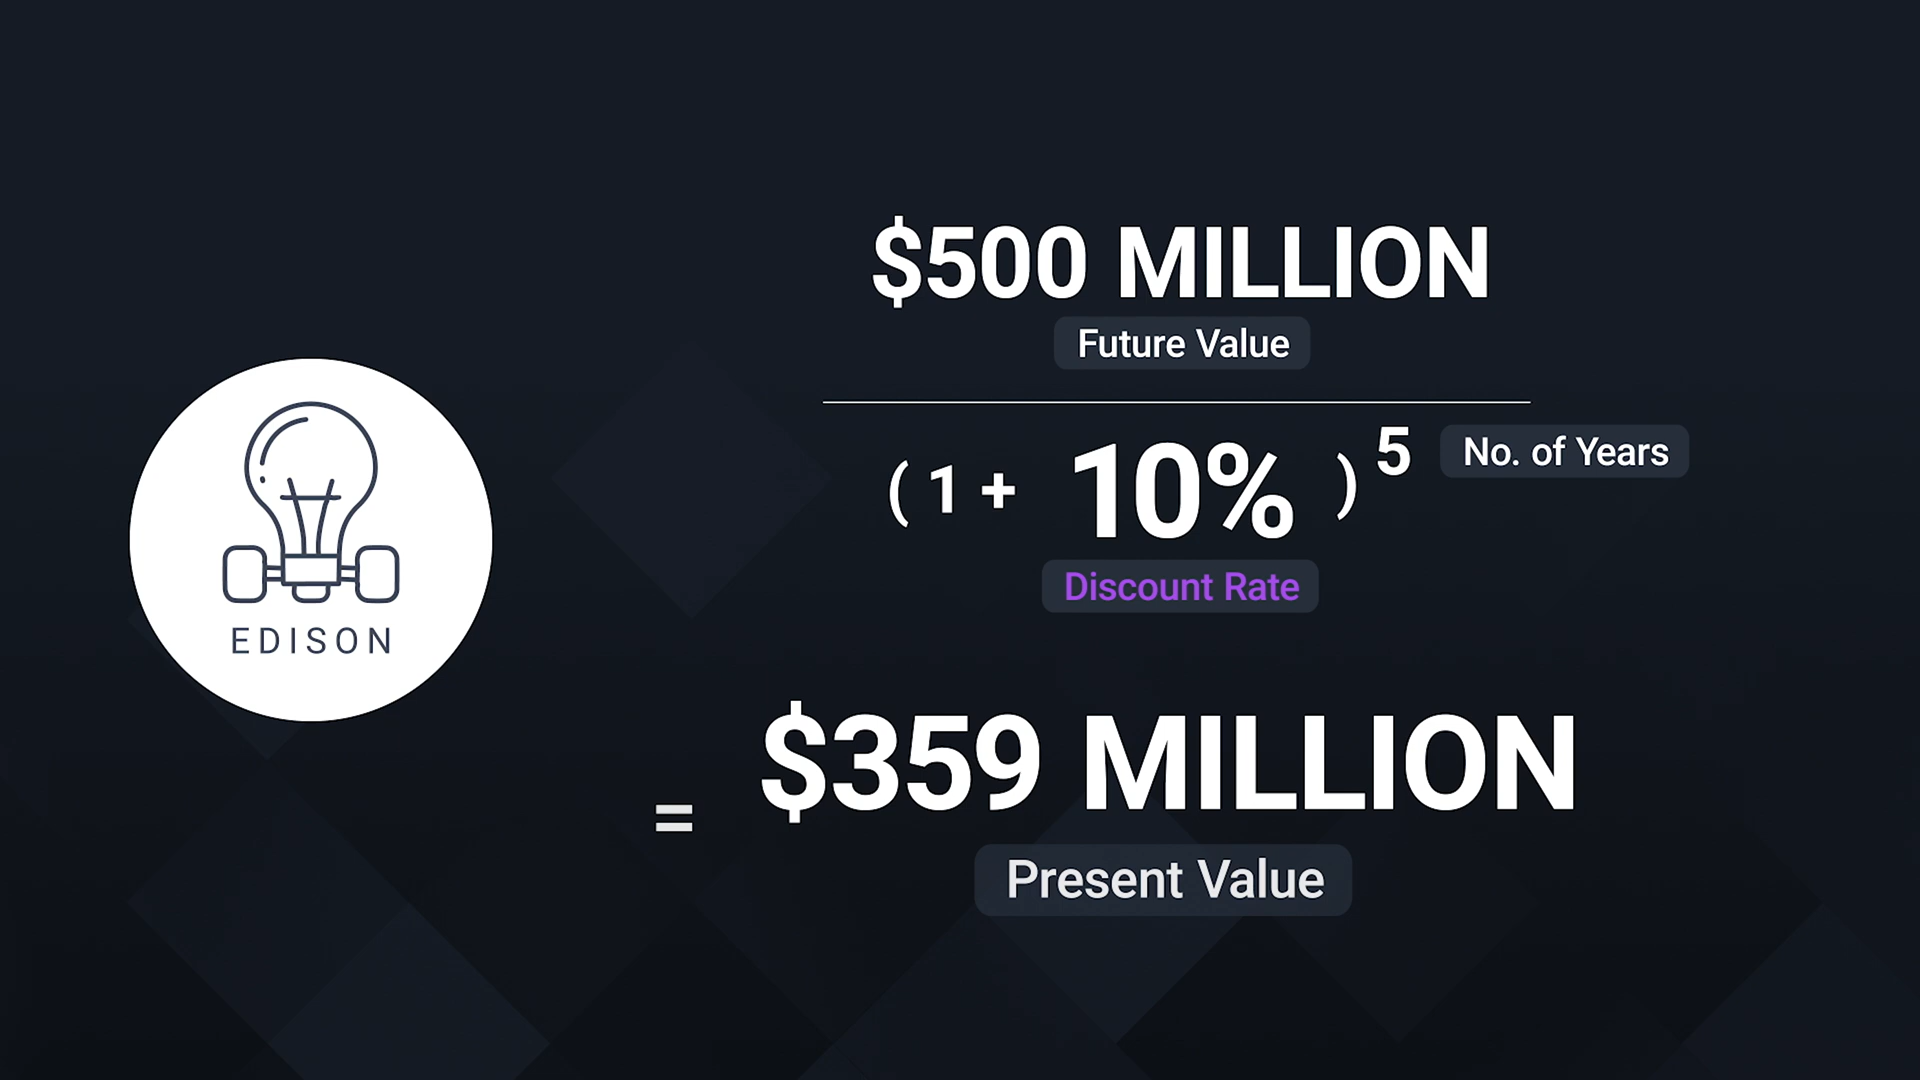 $500 MILLION
Future Value
( 1 + 10% ) 5 No. of Years
Discount Rate
EDISON
= $359 MILLION
Present Value